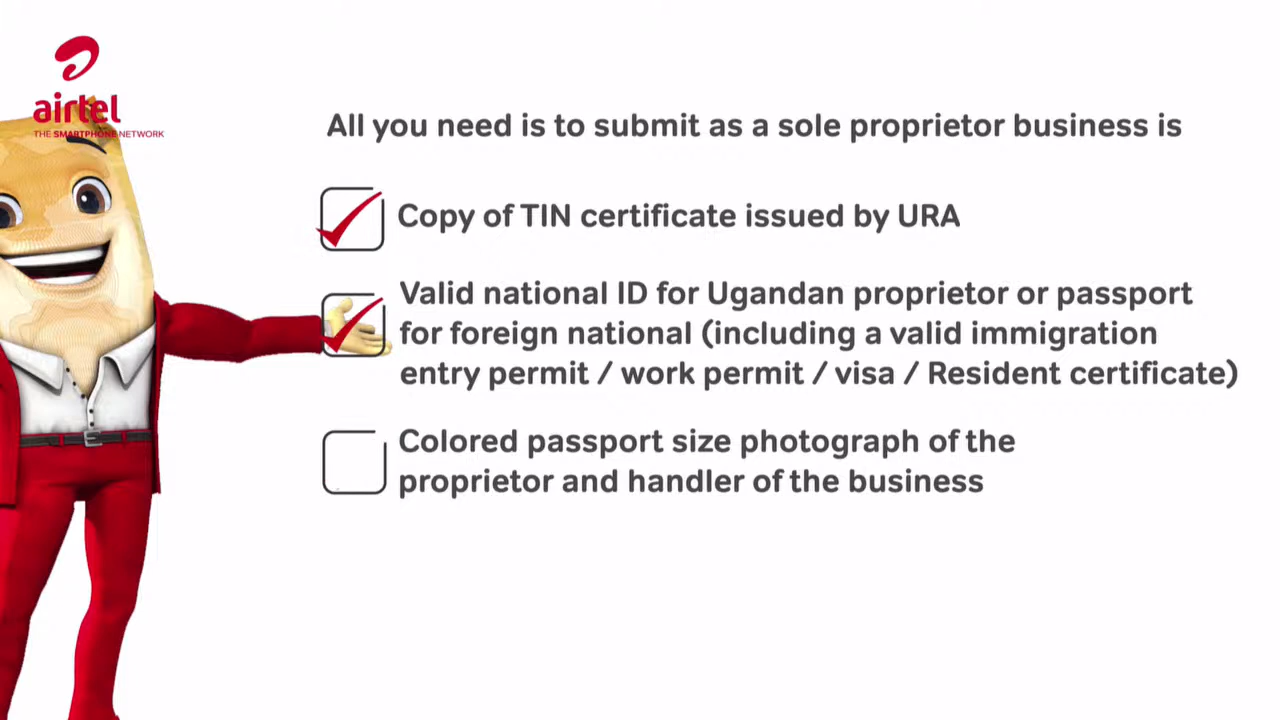 airtel
THE SMARTPHONE NETWORK
All you need is to submit as a sole proprietor business is
Copy of TIN certificate issued by URA
Valid national ID for Ugandan proprietor or passport
for foreign national (including a valid immigration
entry permit / work permit / visa / Resident certificate)
Colored passport size photograph of the
proprietor and handler of the business